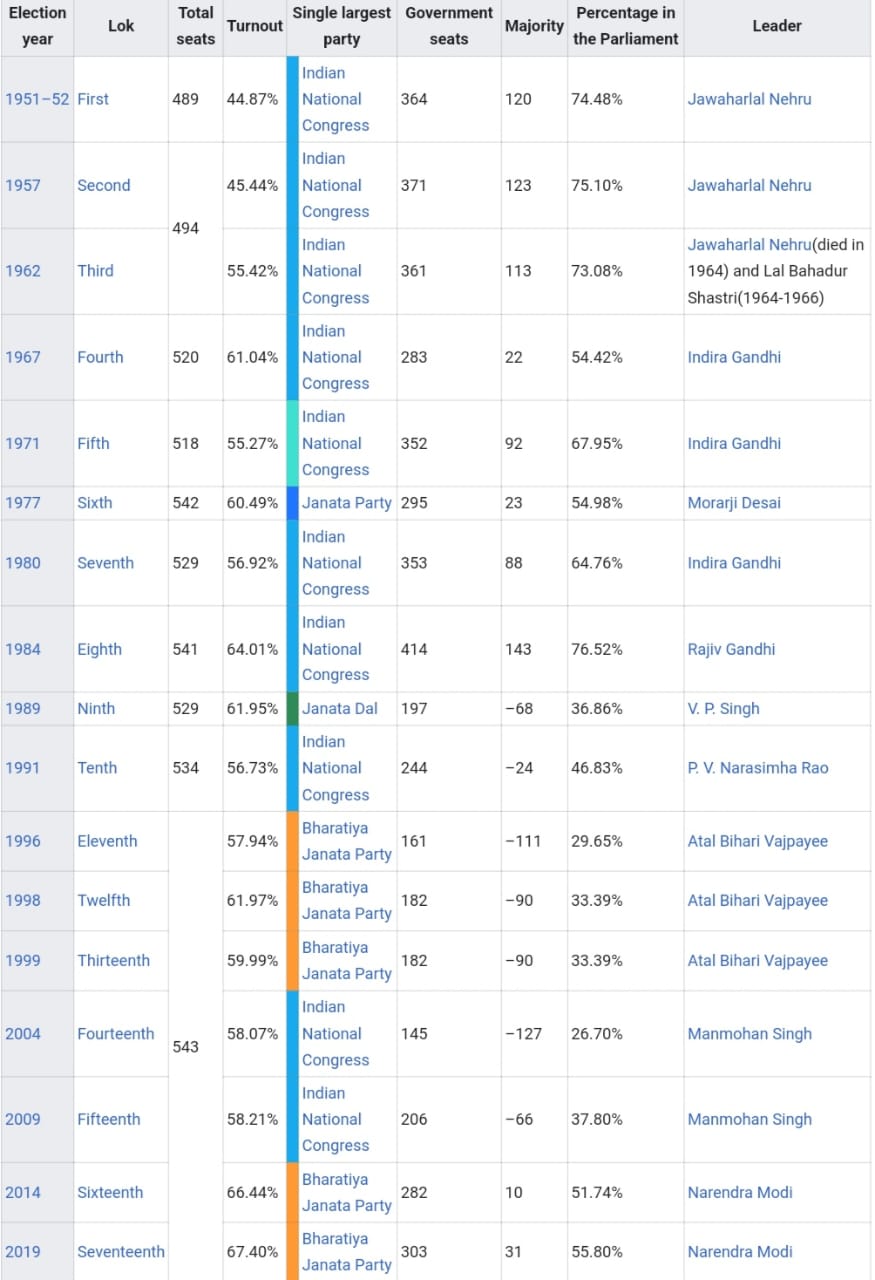 Election year | Lok | Total seats | Turnout | Single largest party | Government seats | Majority | Percentage in the Parliament | Leader
1951–52 | First | 489 | 44.87% | Indian National Congress | 364 | 120 | 74.48% | Jawaharlal Nehru
1957 | Second | 494 | 45.44% | Indian National Congress | 371 | 123 | 75.10% | Jawaharlal Nehru
1962 | Third | 55.42% | Indian National Congress | 361 | 113 | 73.08% | Jawaharlal Nehru(died in 1964) and Lal Bahadur Shastri(1964-1966)
1967 | Fourth | 520 | 61.04% | Indian National Congress | 283 | 22 | 54.42% | Indira Gandhi
1971 | Fifth | 518 | 55.27% | Indian National Congress | 352 | 92 | 67.95% | Indira Gandhi
1977 | Sixth | 542 | 60.49% | Janata Party | 295 | 23 | 54.98% | Morarji Desai
1980 | Seventh | 529 | 56.92% | Indian National Congress | 353 | 88 | 64.76% | Indira Gandhi
1984 | Eighth | 541 | 64.01% | Indian National Congress | 414 | 143 | 76.52% | Rajiv Gandhi
1989 | Ninth | 529 | 61.95% | Janata Dal | 197 | −68 | 36.86% | V. P. Singh
1991 | Tenth | 534 | 56.73% | Indian National Congress | 244 | −24 | 46.83% | P. V. Narasimha Rao
1996 | Eleventh | 543 | 57.94% | Bharatiya Janata Party | 161 | −111 | 29.65% | Atal Bihari Vajpayee
1998 | Twelfth | 61.97% | Bharatiya Janata Party | 182 | −90 | 33.39% | Atal Bihari Vajpayee
1999 | Thirteenth | 59.99% | Bharatiya Janata Party | 182 | −90 | 33.39% | Atal Bihari Vajpayee
2004 | Fourteenth | 58.07% | Indian National Congress | 145 | −127 | 26.70% | Manmohan Singh
2009 | Fifteenth | 58.21% | Indian National Congress | 206 | −66 | 37.80% | Manmohan Singh
2014 | Sixteenth | 66.44% | Bharatiya Janata Party | 282 | 10 | 51.74% | Narendra Modi
2019 | Seventeenth | 67.40% | Bharatiya Janata Party | 303 | 31 | 55.80% | Narendra Modi